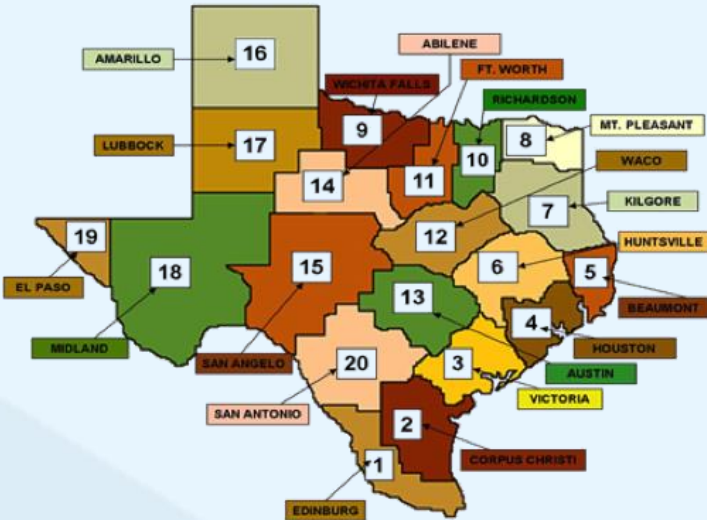 ABILENE
16
AMARILLO
FT. WORTH
WICHITA FALLS
RICHARDSON
MT. PLEASANT
9
8
LUBBOCK
17
10
WACO
14
11
KILGORE
7
19
12
HUNTSVILLE
18
15
6
5
EL PASO
13
BEAUMONT
4
MIDLAND
HOUSTON
SAN ANGELO
20
3
AUSTIN
VICTORIA
SAN ANTONIO
2
CORPUS CHRISTI
1
EDINBURG